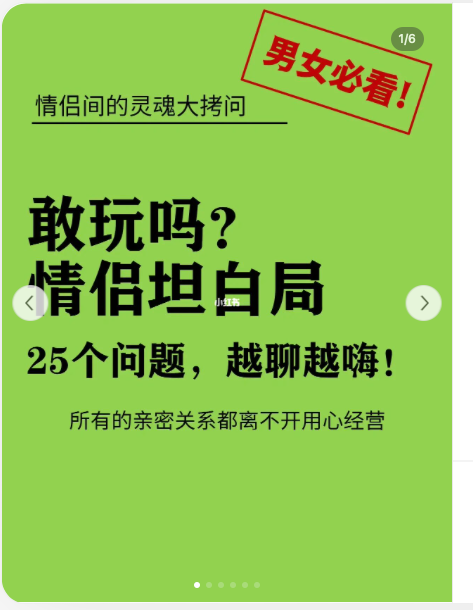 1/6
男女必看!
情侣间的灵魂大拷问
敢玩吗?
情侣坦白局
小红书
25个问题，越聊越嗨!
所有的亲密关系都离不开用心经营